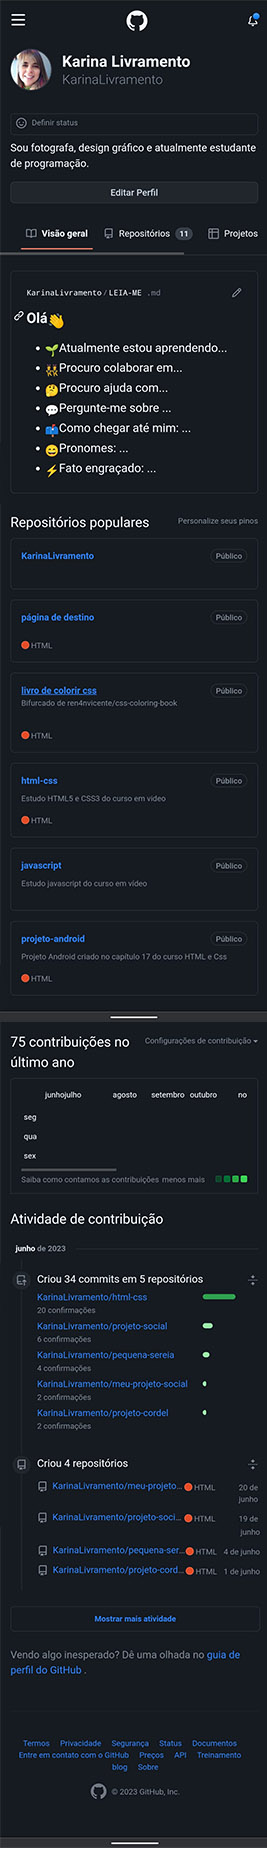 Karina Livramento
KarinaLivramento
Definir status
Sou fotografa, design gráfico e atualmente estudante
de programação.
Editar Perfil
Visão geral Repositórios 11 Projetos
KarinaLivramento / LEIA-ME .md
Olá👋
🌱Atualmente estou aprendendo...
👯Procuro colaborar em...
🤔Procuro ajuda com...
💬Pergunte-me sobre ...
📫Como chegar até mim: ...
😄Pronomes: ...
⚡Fato engraçado: ...
Repositórios populares Personalize seus pinos
KarinaLivramento Público
página de destino Público
HTML
livro de colorir css Público
Bifurcado de ren4nvicente/css-coloring-book
HTML
html-css Público
Estudo HTML5 e CSS3 do curso em vídeo
HTML
javascript Público
Estudo javascript do curso em vídeo
projeto-android Público
Projeto Android criado no capítulo 17 do curso HTML e Css
HTML
75 contribuições no Configurações de contribuição
último ano
junhojulho agosto setembro outubro no
seg
qua
sex
Saiba como contamos as contribuições menos mais
Atividade de contribuição
junho de 2023
Criou 34 commits em 5 repositórios
KarinaLivramento/html-css
20 confirmações
KarinaLivramento/projeto-social
6 confirmações
KarinaLivramento/pequena-sereia
4 confirmações
KarinaLivramento/meu-projeto-social
2 confirmações
KarinaLivramento/projeto-cordel
2 confirmações
Criou 4 repositórios
KarinaLivramento/meu-projeto... HTML 20 de
junho
KarinaLivramento/projeto-soci... HTML 19 de
junho
KarinaLivramento/pequena-ser... HTML 4 de junho
KarinaLivramento/projeto-cord... HTML 1 de junho
Mostrar mais atividade
Vendo algo inesperado? Dê uma olhada no guia de
perfil do GitHub .
Termos Privacidade Segurança Status Documentos
Entre em contato com o GitHub Preços API Treinamento
blog Sobre
© 2023 GitHub, Inc.